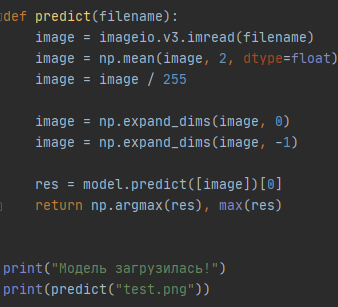 def predict(filename):
    image = imageio.v3.imread(filename)
    image = np.mean(image, 2, dtype=float)
    image = image / 255

    image = np.expand_dims(image, 0)
    image = np.expand_dims(image, -1)

    res = model.predict([image])[0]
    return np.argmax(res), max(res)


print("Модель загрузилась!")
print(predict("test.png"))